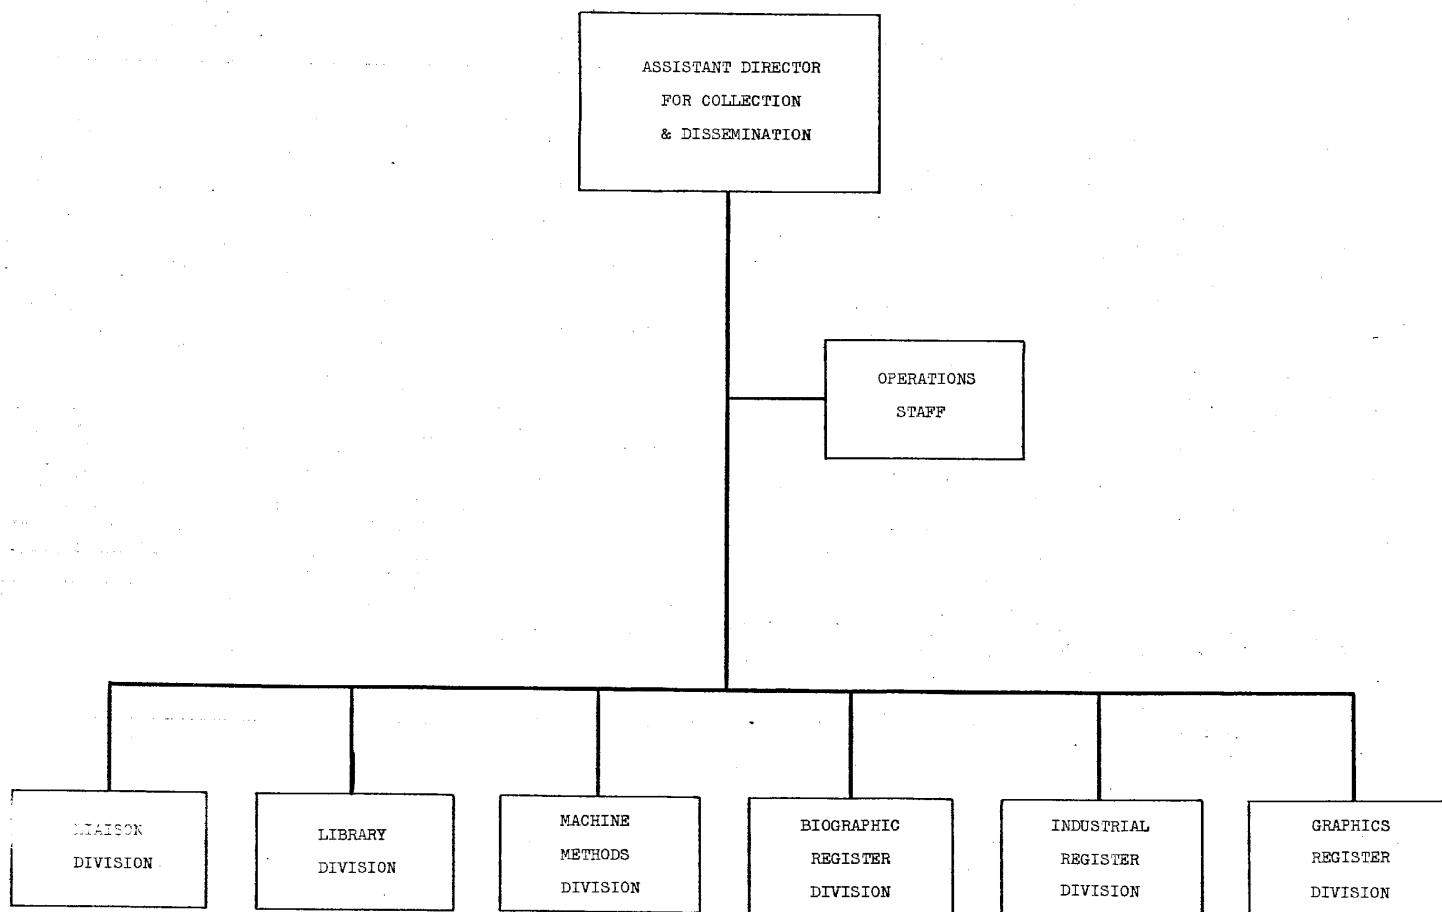 ASSISTANT DIRECTOR
FOR COLLECTION
& DISSEMINATION
OPERATIONS
STAFF
LIAISON
DIVISION
LIBRARY
DIVISION
MACHINE
METHODS
DIVISION
BIOGRAPHIC
REGISTER
DIVISION
INDUSTRIAL
REGISTER
DIVISION
GRAPHICS
REGISTER
DIVISION